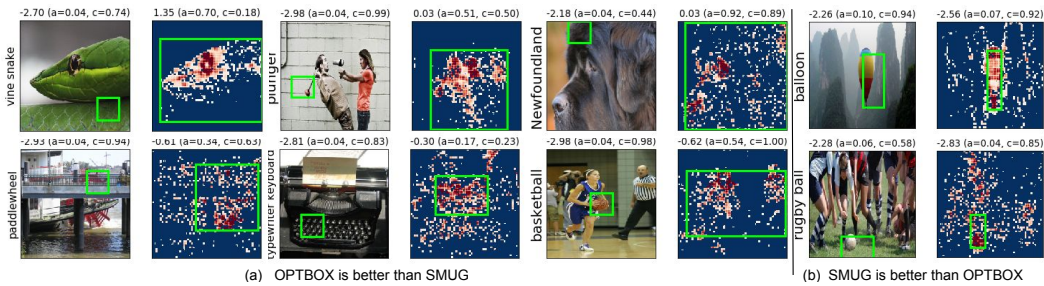 -2.70 (a=0.04, c=0.74)
1.35 (a=0.70, c=0.18)
-2.98 (a=0.04, c=0.99)
0.03 (a=0.51, c=0.50)
-2.18 (a=0.04, c=0.44)
0.03 (a=0.92, c=0.89)
-2.26 (a=0.10, c=0.94)
-2.56 (a=0.07, c=0.92)
vine snake
plunger
Newfoundland
balloon
-2.93 (a=0.04, c=0.94)
-0.61 (a=0.34, c=0.63)
-2.81 (a=0.04, c=0.83)
-0.30 (a=0.17, c=0.23)
-2.98 (a=0.04, c=0.98)
-0.62 (a=0.54, c=1.00)
-2.28 (a=0.06, c=0.58)
-2.83 (a=0.04, c=0.85)
paddlewheel
typewriter keyboard
basketball
rugby ball
(a) OPTBOX is better than SMUG
(b) SMUG is better than OPTBOX